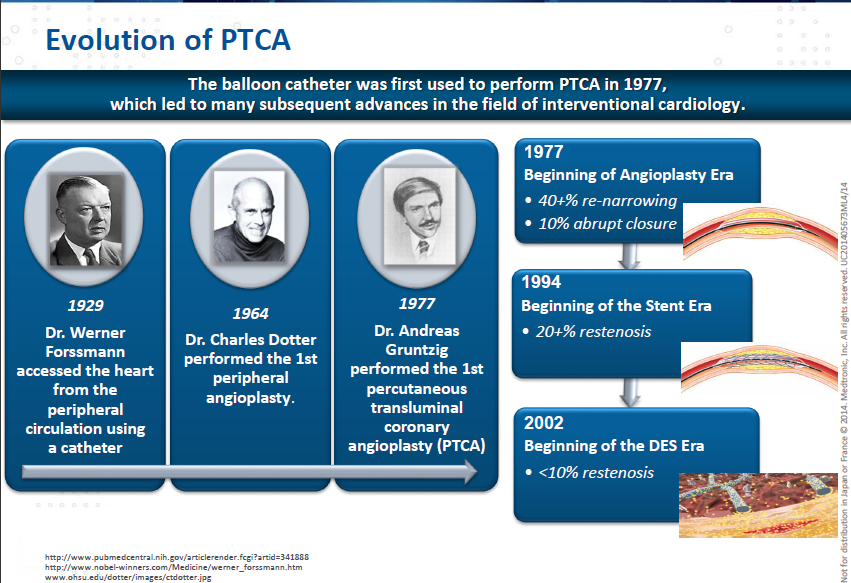 Evolution of PTCA
The balloon catheter was first used to perform PTCA in 1977,
which led to many subsequent advances in the field of interventional cardiology.
1929
Dr. Werner
Forssmann
accessed the heart
from the
peripheral
circulation using
a catheter
1964
Dr. Charles Dotter
performed the 1st
peripheral
angioplasty.
1977
Dr. Andreas
Gruntzig
performed the 1st
percutaneous
transluminal
coronary
angioplasty (PTCA)
1977
Beginning of Angioplasty Era
• 40+% re-narrowing
• 10% abrupt closure
1994
Beginning of the Stent Era
• 20+% restenosis
2002
Beginning of the DES Era
• <10% restenosis
Not for distribution in Japan or France © 2014. Medtronic, Inc. All rights reserved. UC201405673ML4/14
http://www.pubmedcentral.nih.gov/articlerender.fcgi?artid=341888
http://www.nobel-winners.com/Medicine/werner_forssmann.htm
www.ohsu.edu/dotter/images/ctdotter.jpg